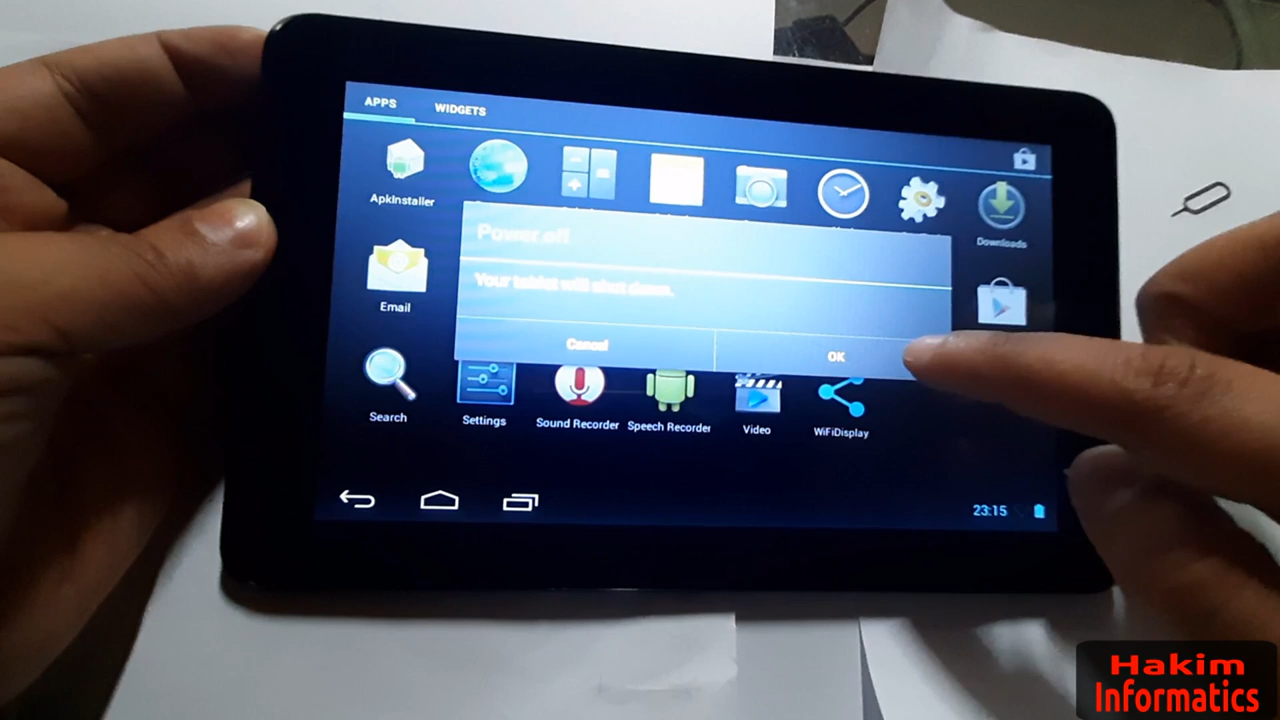 APPS WIDGETS
ApkInstaller
Downloads
Power off
Your tablet will shut down.
Email
Cancel OK
Search Settings Sound Recorder Speech Recorder Video WiFiDisplay
23:15
Hakim
Informatics